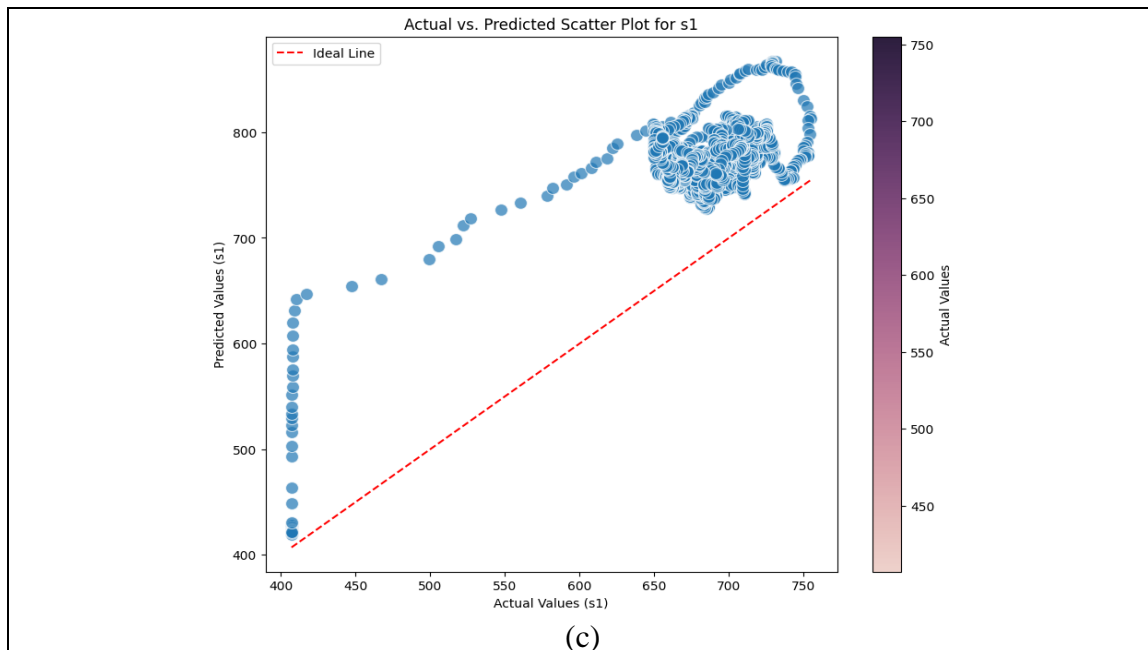 Actual vs. Predicted Scatter Plot for s1
Ideal Line
Predicted Values (s1)
800
700
600
500
400
400 450 500 550 600 650 700 750
Actual Values (s1)
750
700
650
600
550
500
450
Actual Values
(c)